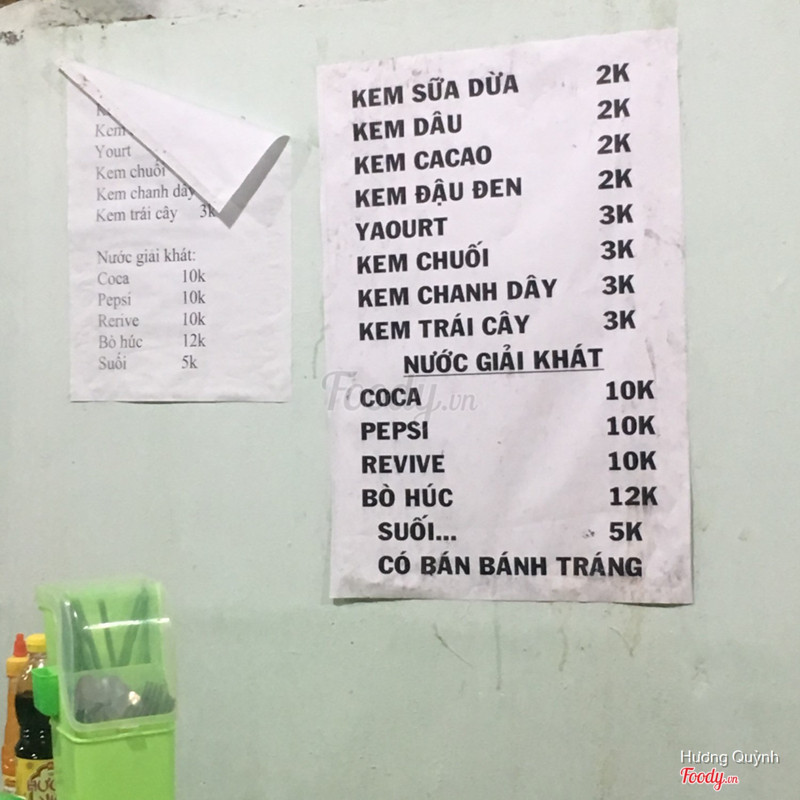 Kem
Yourt
Kem chuối
Kem chanh dây
Kem trái cây 3k
Nước giải khát:
Coca 10k
Pepsi 10k
Rerive 10k
Bò húc 12k
Suối 5k
KEM SỮA DỪA 2K
KEM DÂU 2K
KEM CACAO 2K
KEM ĐẬU ĐEN 2K
YAOURT 3K
KEM CHUỐI 3K
KEM CHANH DÂY 3K
KEM TRÁI CÂY 3K
NƯỚC GIẢI KHÁT
COCA 10K
PEPSI 10K
REVIVE 10K
BÒ HÚC 12K
SUỐI... 5K
CÓ BÁN BÁNH TRÁNG
Foody.vn
Hương Quỳnh
Foody.vn